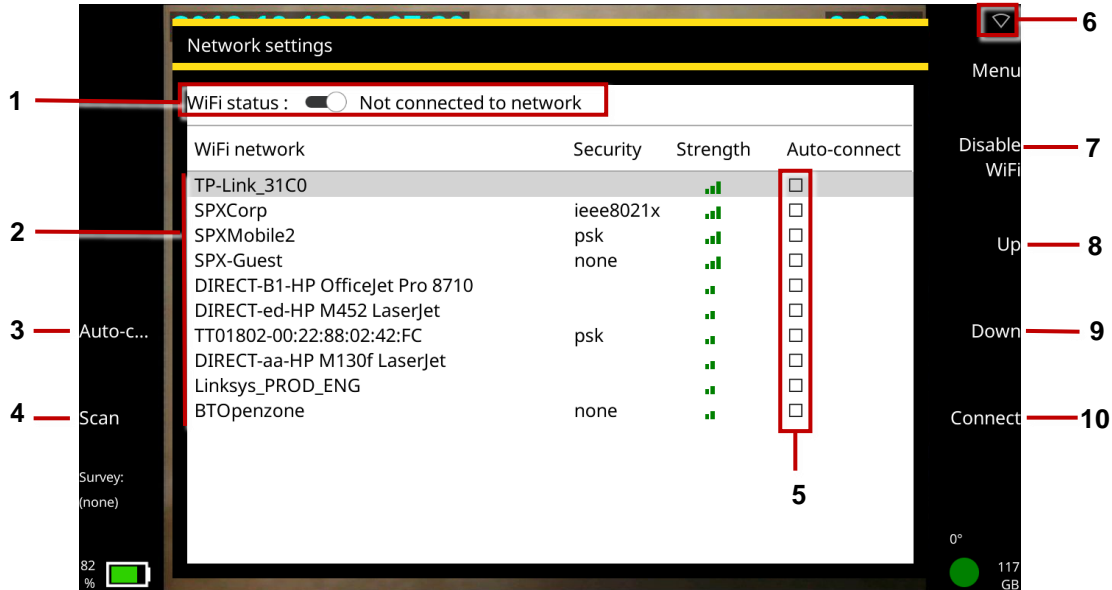 6
Network settings
Menu
1
WiFi status : Not connected to network
WiFi network Security Strength Auto-connect
Disable
WiFi
7
TP-Link_31C0
SPXCorp ieee8021x
2
SPXMobile2 psk
Up
8
SPX-Guest none
DIRECT-B1-HP OfficeJet Pro 8710
DIRECT-ed-HP M452 LaserJet
3
Auto-c...
TT01802-00:22:88:02:42:FC psk
Down
9
DIRECT-aa-HP M130f LaserJet
Linksys_PROD_ENG
4
Scan
BTOpenzone none
Connect
10
Survey:
(none)
5
82
%
0°
117
GB